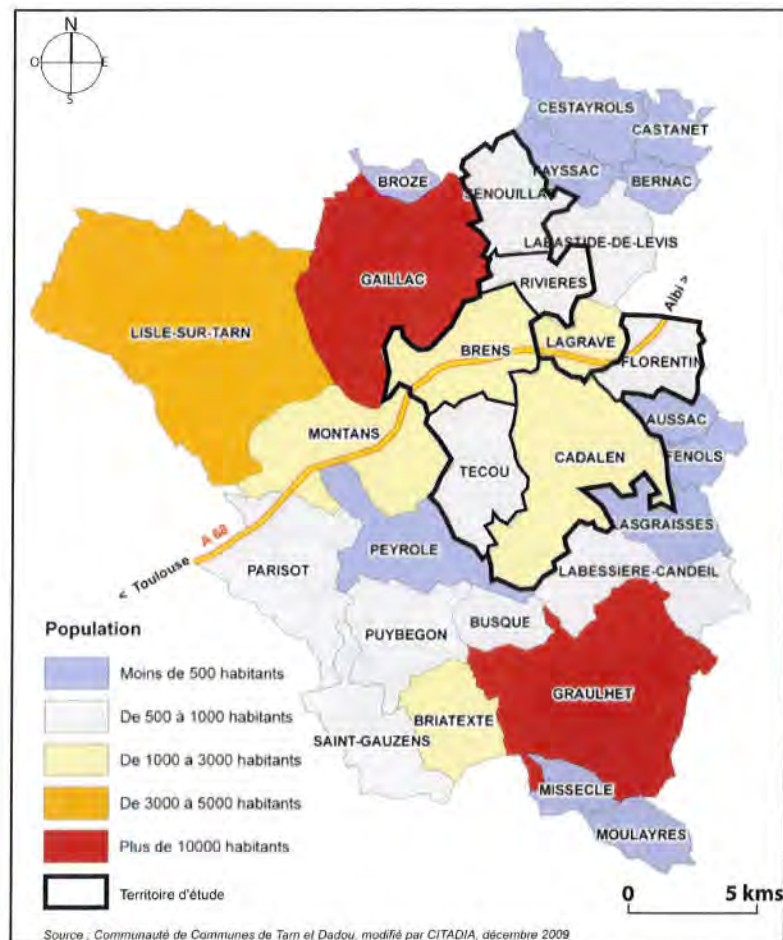 N
O
E
S
CESTAYROLS
CASTANET
FAYSSAC
BERNAC
BROZE
SENOUILLAC
LABASTIDE-DE-LEVIS
RIVIERES
GAILLAC
Albi >
LISLE-SUR-TARN
BRENS
LAGRAVE
FLORENTIN
AUSSAC
MONTANS
CADALEN
FENOLS
TECOU
LASGRAISSES
A 68
PEYROLE
< Toulouse
PARISOT
LABESSIERE-CANDEIL
BUSQUE
PUYBEGON
GRAULHET
BRIATEXTE
SAINT-GAUZENS
MISSECLE
MOULAYRES
Population
Moins de 500 habitants
De 500 à 1000 habitants
De 1000 à 3000 habitants
De 3000 à 5000 habitants
Plus de 10000 habitants
Territoire d'étude
0 5 kms
Source : Communauté de Communes de Tarn et Dadou, modifié par CITADIA, décembre 2009